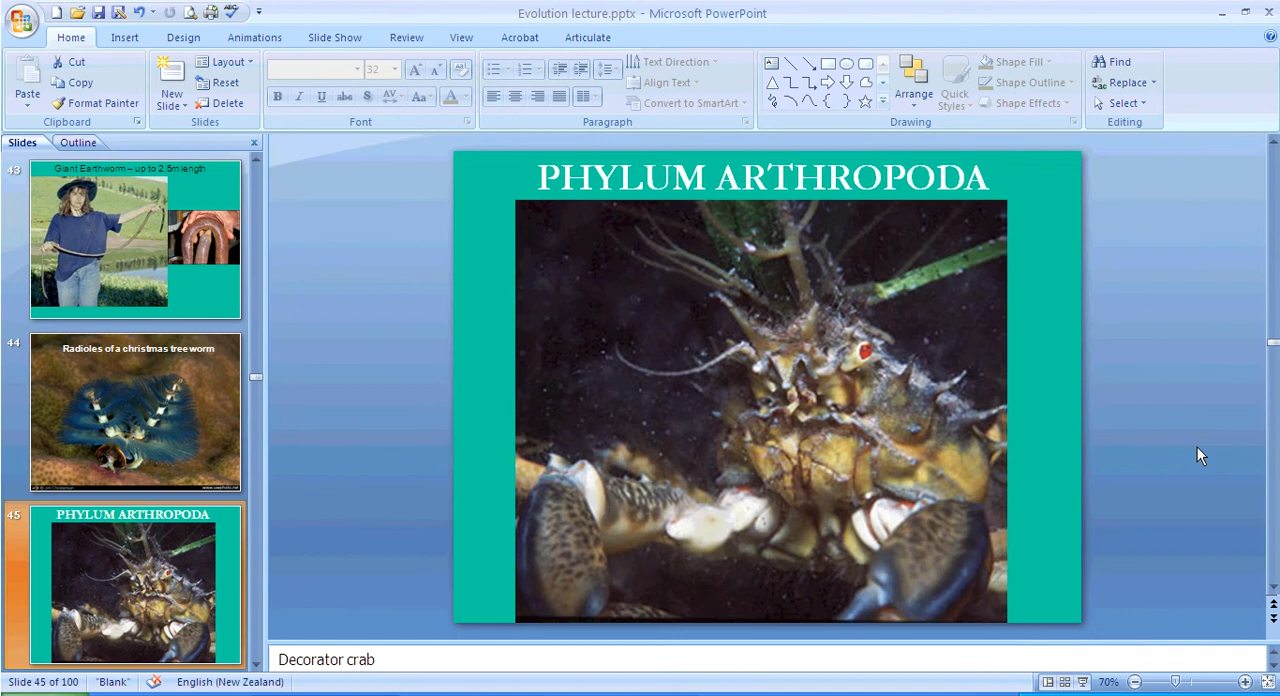 Evolution lecture.pptx - Microsoft PowerPoint
Home Insert Design Animations Slide Show Review View Acrobat Articulate
Paste
Cut
Copy
Format Painter
Clipboard
New Slide
Layout
Reset
Delete
Slides
32
B I U abc S AV Aa A
Font
Text Direction
Align Text
Convert to SmartArt
Paragraph
Arrange
Quick Styles
Shape Fill
Shape Outline
Shape Effects
Drawing
Find
Replace
Select
Editing
Slides Outline
43
Giant Earthworm – up to 2.5m length
44
Radioles of a christmas tree worm
45
PHYLUM ARTHROPODA
PHYLUM ARTHROPODA
Decorator crab
Slide 45 of 100 "Blank" English (New Zealand) 70%